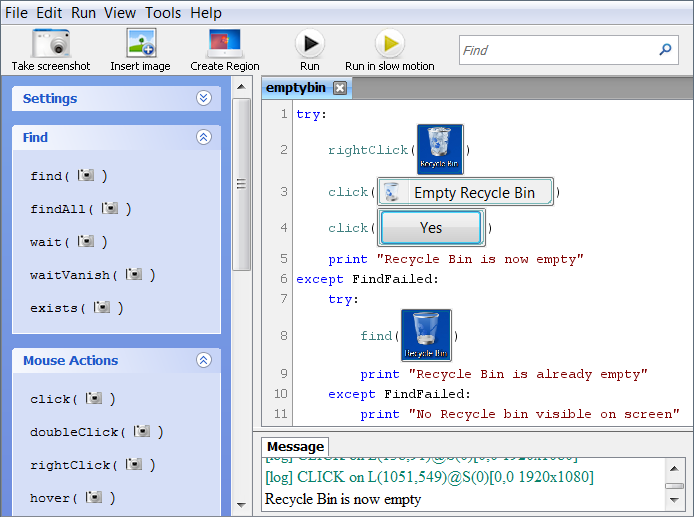 File Edit Run View Tools Help
Take screenshot Insert image Create Region Run Run in slow motion Find
Settings
Find
find( )
findAll( )
wait( )
waitVanish( )
exists( )
Mouse Actions
click( )
doubleClick( )
rightClick( )
hover( )
emptybin
1 try:
2 rightClick( Recycle Bin )
3 click( Empty Recycle Bin )
4 click( Yes )
5 print "Recycle Bin is now empty"
6 except FindFailed:
7 try:
8 find( Recycle Bin )
9 print "Recycle Bin is already empty"
10 except FindFailed:
11 print "No Recycle bin visible on screen"
Message
[log] CLICK on
[log] CLICK on L(1051,549)@S(0)[0,0 1920x1080]
Recycle Bin is now empty